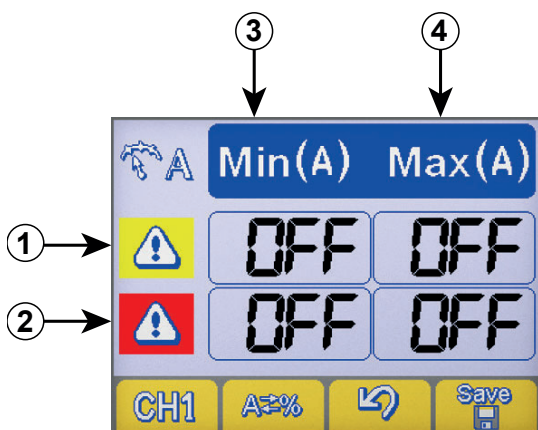 3 4
A Min(A) Max(A)
1 OFF OFF
2 OFF OFF
CH1 A⇄% Save